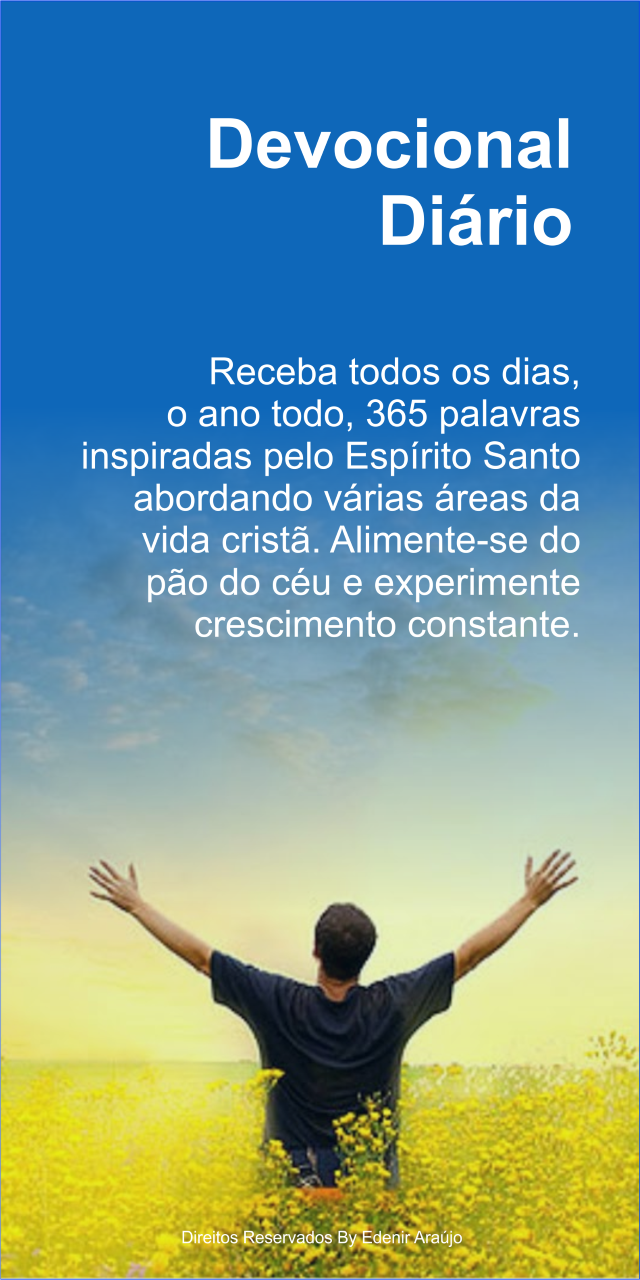 Devocional
Diário
Receba todos os dias,
o ano todo, 365 palavras
inspiradas pelo Espírito Santo
abordando várias áreas da
vida cristã. Alimente-se do
pão do céu e experimente
crescimento constante.
Direitos Reservados By Edenir Araújo